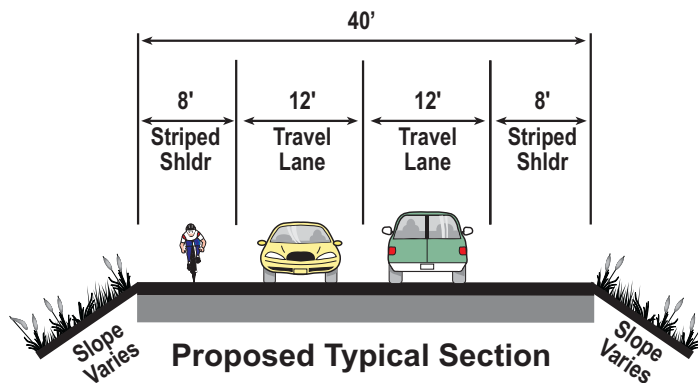 40’
8' 12' 12' 8'
Striped Travel Travel Striped
Shldr Lane Lane Shldr
Slope
Varies
Proposed Typical Section
Slope
Varies